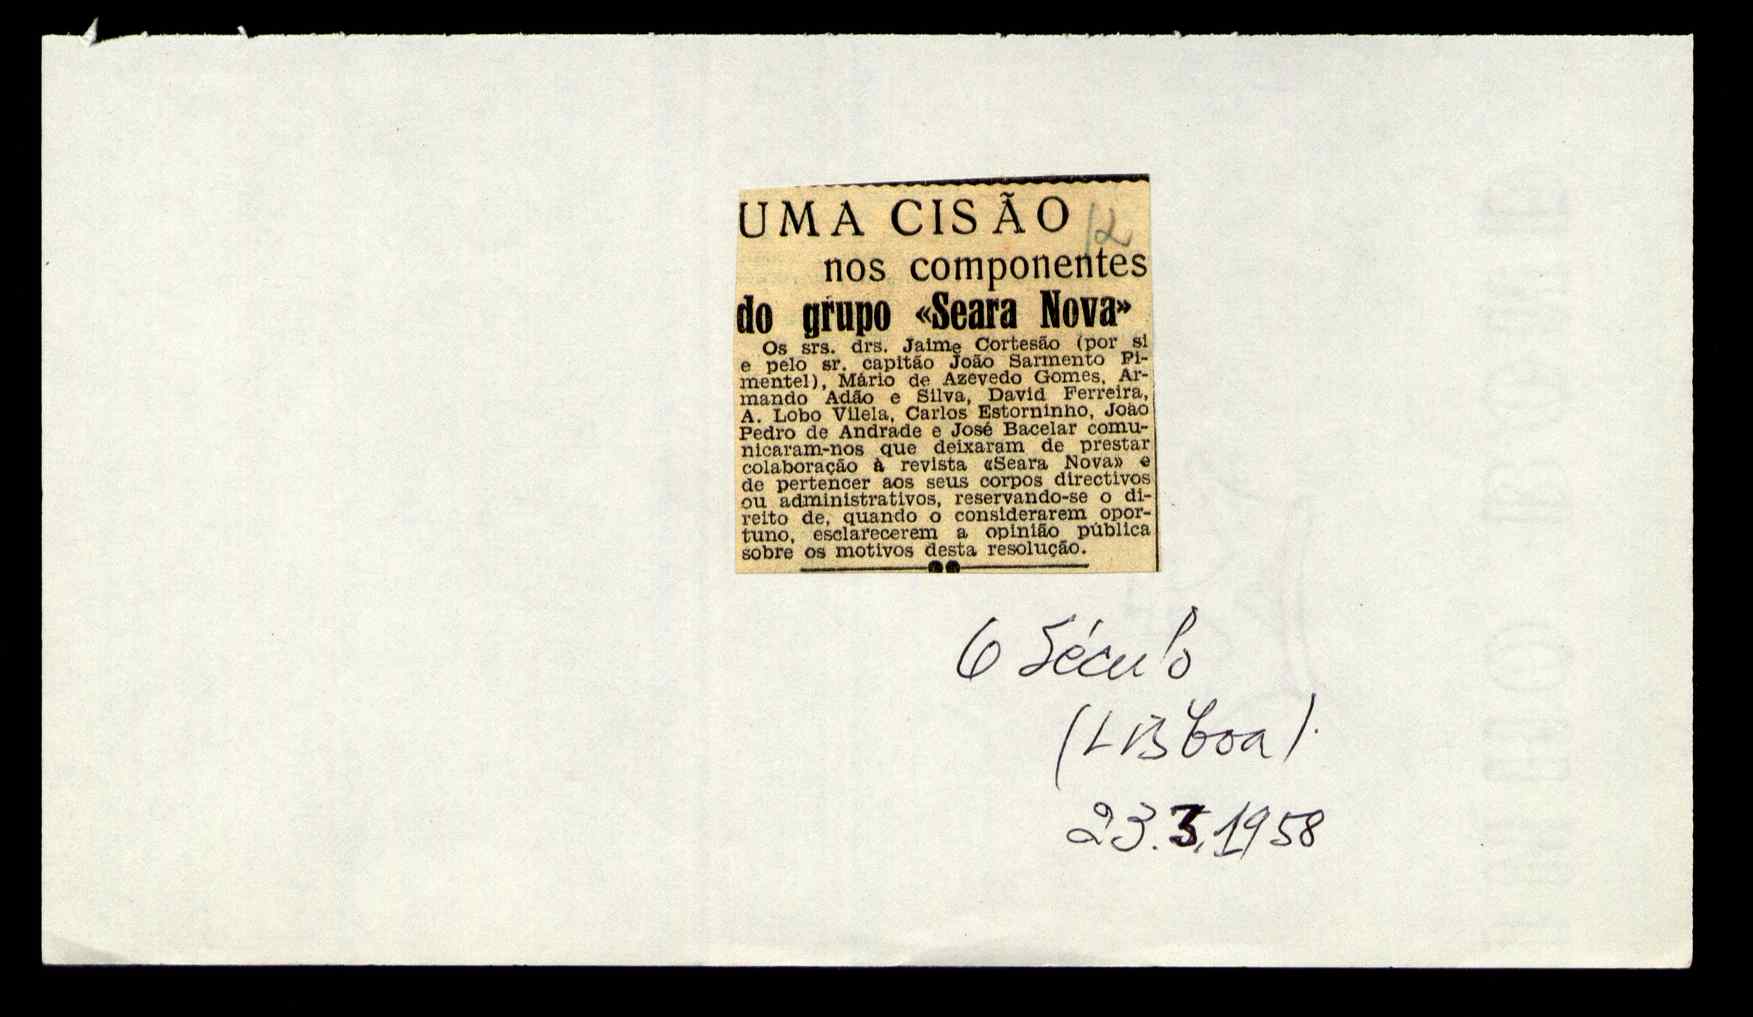 UMA CISÃO
12
nos componentes
do grupo «Seara Nova»
Os srs. drs. Jaime Cortesão (por si
e pelo sr. capitão João Sarmento Pi-
mentel), Mário de Azevedo Gomes, Ar-
mando Adão e Silva, David Ferreira,
A. Lobo Vilela, Carlos Estorninho, João
Pedro de Andrade e José Bacelar comu-
nicaram-nos que deixaram de prestar
colaboração à revista «Seara Nova» e
de pertencer aos seus corpos directivos
ou administrativos, reservando-se o di-
reito de, quando o considerarem opor-
tuno, esclarecerem a opinião pública
sobre os motivos desta resolução.
O Século
(Lisboa).
23.3.1958